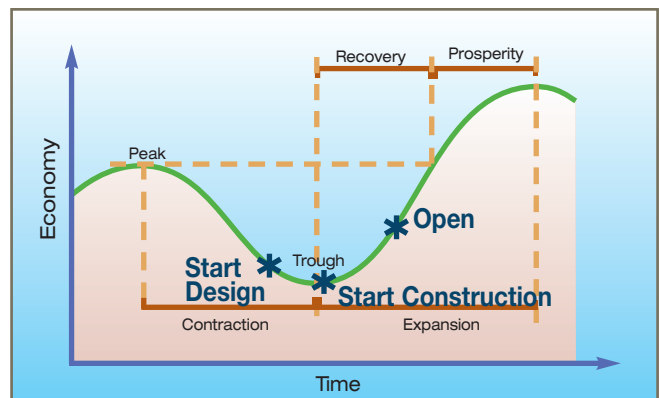 Recovery
Prosperity
Peak
Economy
Open
Trough
Start
Design
Start Construction
Contraction
Expansion
Time